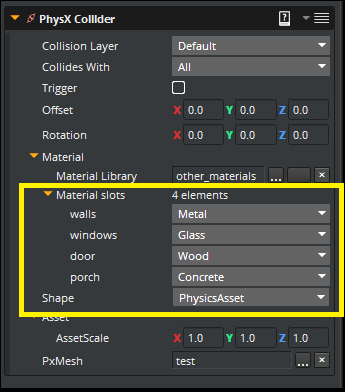 PhysX Collider ?
Collision Layer Default
Collides With All
Trigger
Offset X 0.0 Y 0.0 Z 0.0
Rotation X 0.0 Y 0.0 Z 0.0
Material
Material Library other_materials ...
Material slots 4 elements
walls Metal
windows Glass
door Wood
porch Concrete
Shape PhysicsAsset
Asset
AssetScale X 1.0 Y 1.0 Z 1.0
PxMesh test ...